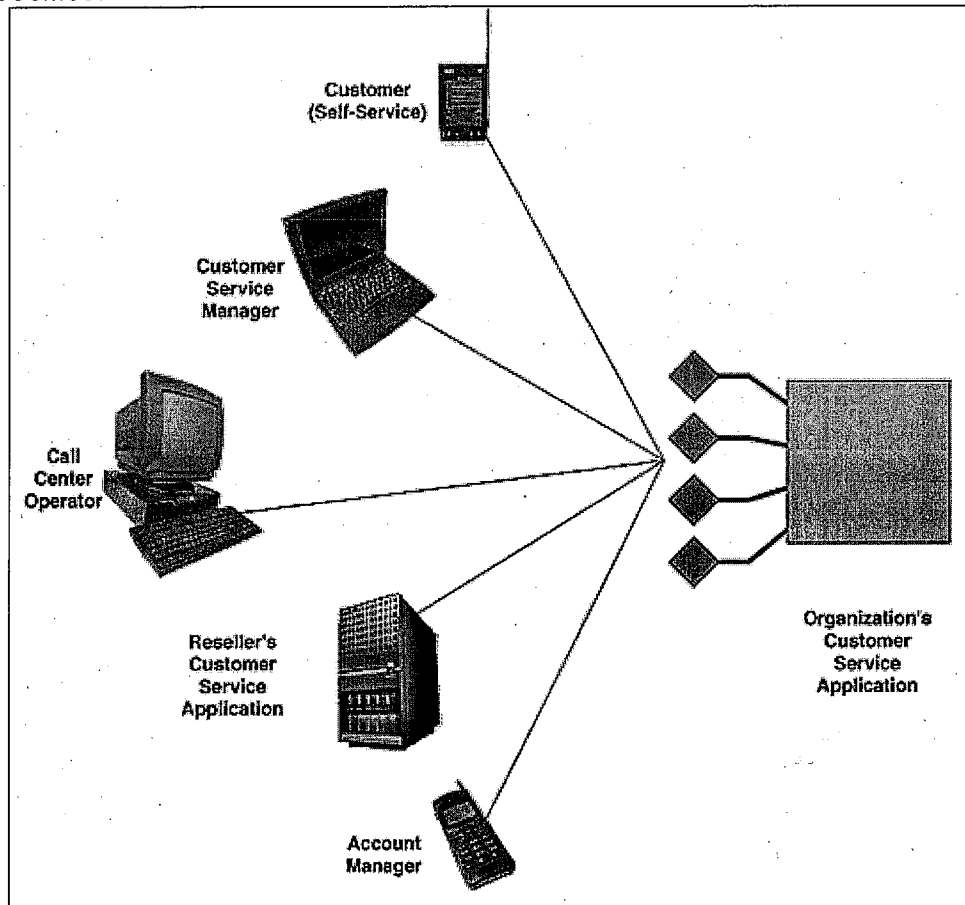 Customer
(Self-Service)
Customer
Service
Manager
Call
Center
Operator
Reseller's
Customer
Service
Application
Account
Manager
Organization's
Customer
Service
Application